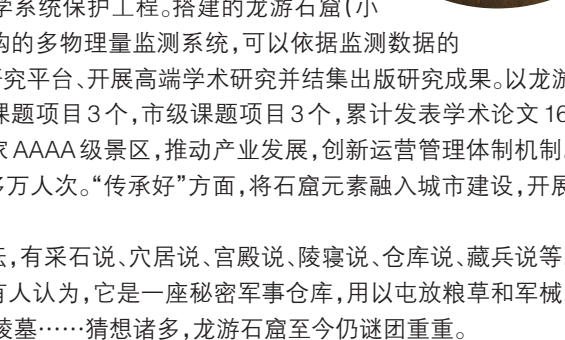 学系统保护工程。搭建的龙游石窟(小
构的多物理量监测系统,可以依据监测数据的
研究平台、开展高端学术研究并结集出版研究成果。以龙游
课题项目3个,市级课题项目3个,累计发表学术论文16
家AAAA级景区,推动产业发展,创新运营管理体制机制
多万人次。“传承好”方面,将石窟元素融入城市建设,开展
法,有采石说、穴居说、宫殿说、陵寝说、仓库说、藏兵说等
有人认为,它是一座秘密军事仓库,用以屯放粮草和军械
陵墓……猜想诸多,龙游石窟至今仍谜团重重。